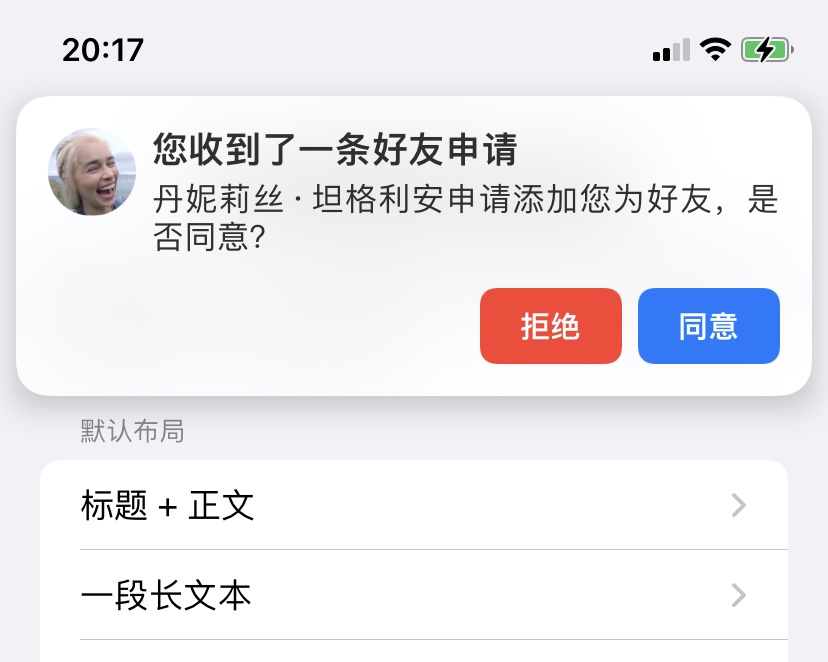 20:17
您收到了一条好友申请
丹妮莉丝·坦格利安申请添加您为好友，是
否同意？
拒绝
同意
默认布局
标题 + 正文
一段长文本